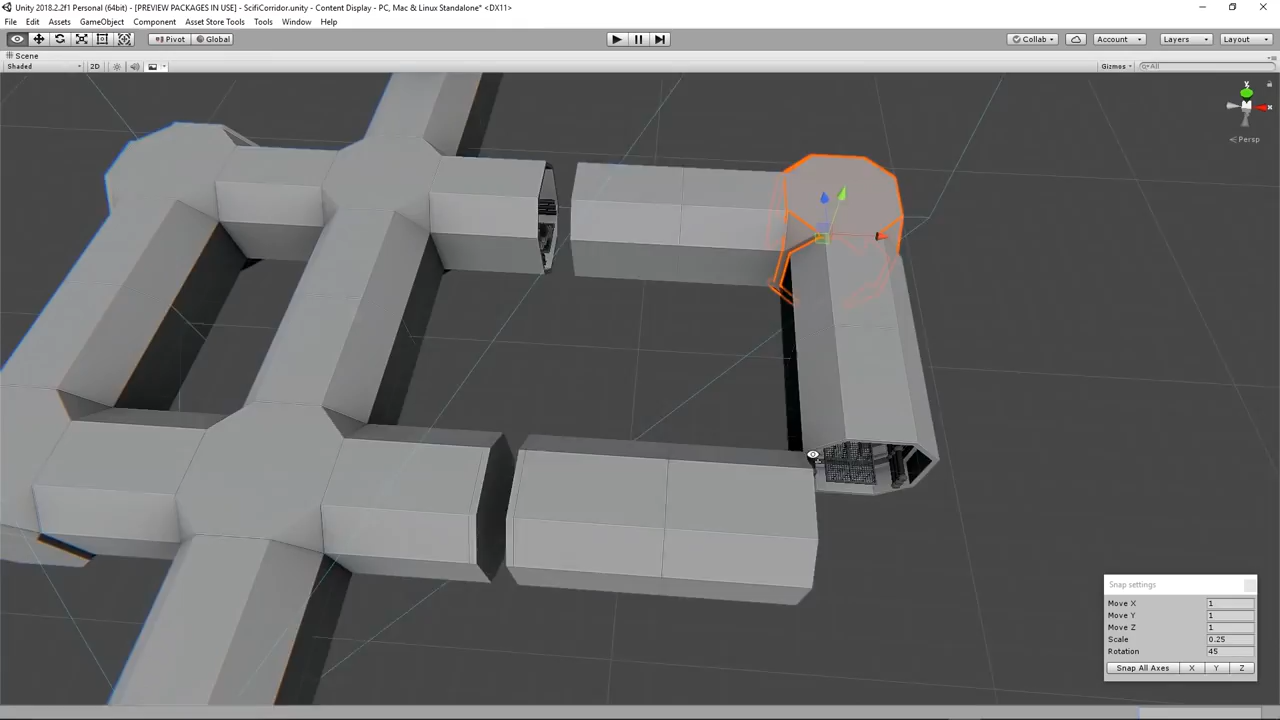 Unity 2018.2.2f1 Personal (64bit) - [PREVIEW PACKAGES IN USE] - ScifiCorridor.unity - Content Display - PC, Mac & Linux Standalone* <DX11>
File Edit Assets GameObject Component Asset Store Tools Tools Window Help
Pivot Global Collab Account Layers Layout
Scene
Shaded 2D Gizmos All
y
x
Persp
Snap settings
Move X 1
Move Y 1
Move Z 1
Scale 0.25
Rotation 45
Snap All Axes X Y Z